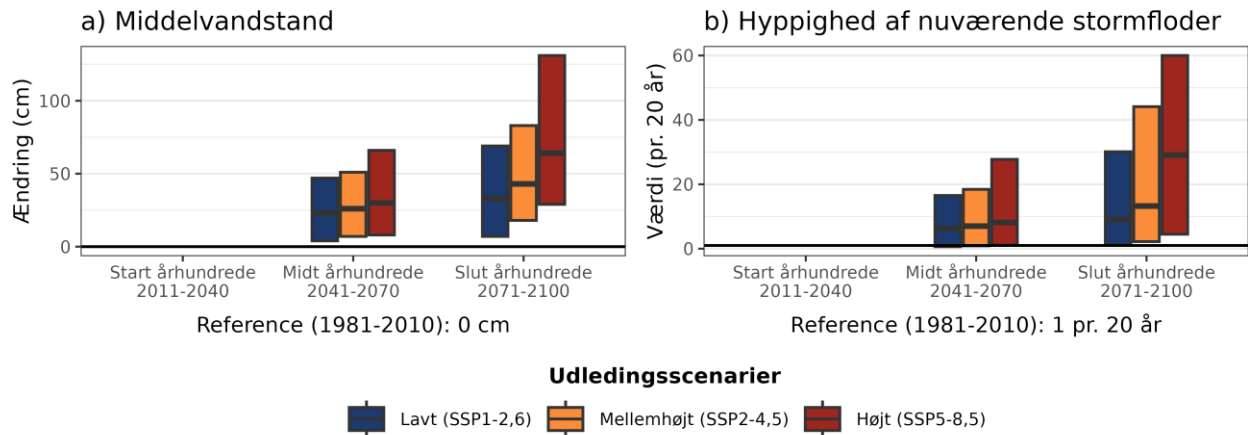 a) Middelvandstand
Ændring (cm)
100
50
0
Start århundrede
2011-2040
Midt århundrede
2041-2070
Slut århundrede
2071-2100
Reference (1981-2010): 0 cm
b) Hyppighed af nuværende stormfloder
Værdi (pr. 20 år)
60
40
20
0
Start århundrede
2011-2040
Midt århundrede
2041-2070
Slut århundrede
2071-2100
Reference (1981-2010): 1 pr. 20 år
Udledingsscenarier
Lavt (SSP1-2,6)
Mellemhøjt (SSP2-4,5)
Højt (SSP5-8,5)